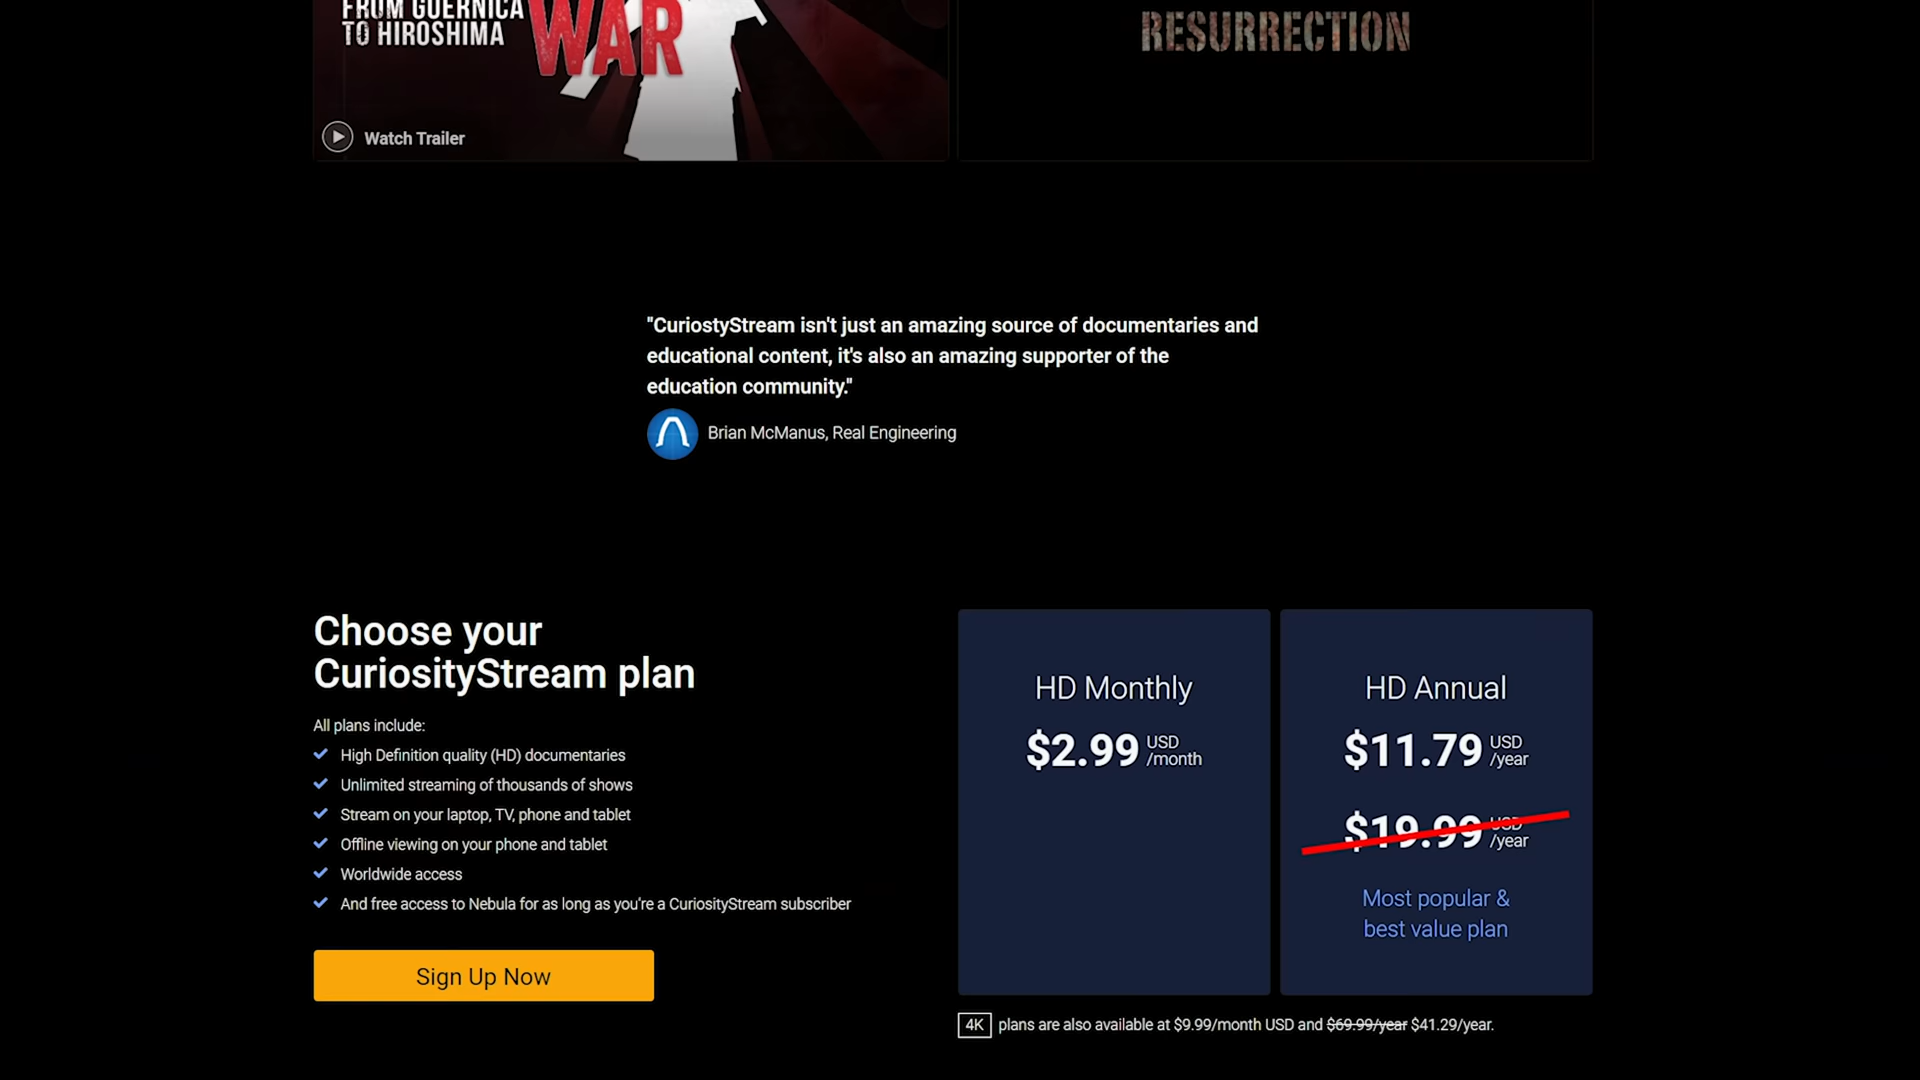 FROM GUERNICA
TO HIROSHIMA
WAR
RESURRECTION
Watch Trailer
"CuriostyStream isn't just an amazing source of documentaries and
educational content, it's also an amazing supporter of the
education community."
Brian McManus, Real Engineering
Choose your
CuriosityStream plan
All plans include:
High Definition quality (HD) documentaries
Unlimited streaming of thousands of shows
Stream on your laptop, TV, phone and tablet
Offline viewing on your phone and tablet
Worldwide access
And free access to Nebula for as long as you're a CuriosityStream subscriber
Sign Up Now
HD Monthly
$2.99 USD /month
HD Annual
$11.79 USD /year
$19.99 USD /year
Most popular &
best value plan
4K plans are also available at $9.99/month USD and $69.99/year $41.29/year.